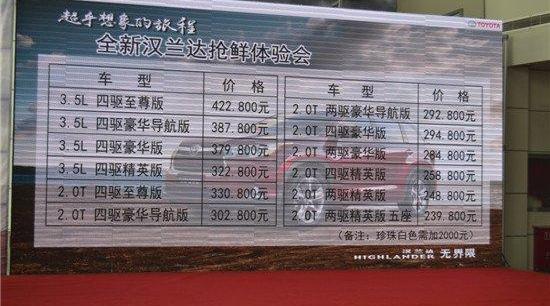 超乎想象的旅程
TOYOTA
全新汉兰达抢鲜体验会
车 型 价 格 车 型 价 格
3.5L 四驱至尊版 422.800元 2.0T 两驱豪华导航版 292.800元
3.5L 四驱豪华导航版 387.800元 2.0T 四驱豪华版 294.800元
3.5L 四驱豪华版 379.800元 2.0T 两驱豪华版 284.800元
3.5L 四驱精英版 322.800元 2.0T 四驱精英版 258.800元
2.0T 四驱至尊版 330.800元 2.0T 两驱精英版 248.800元
2.0T 四驱豪华导航版 302.800元 2.0T 两驱精英版 五座 239.800元
（备注：珍珠白色需加2000元）
汉兰达
HIGHLANDER 无界限